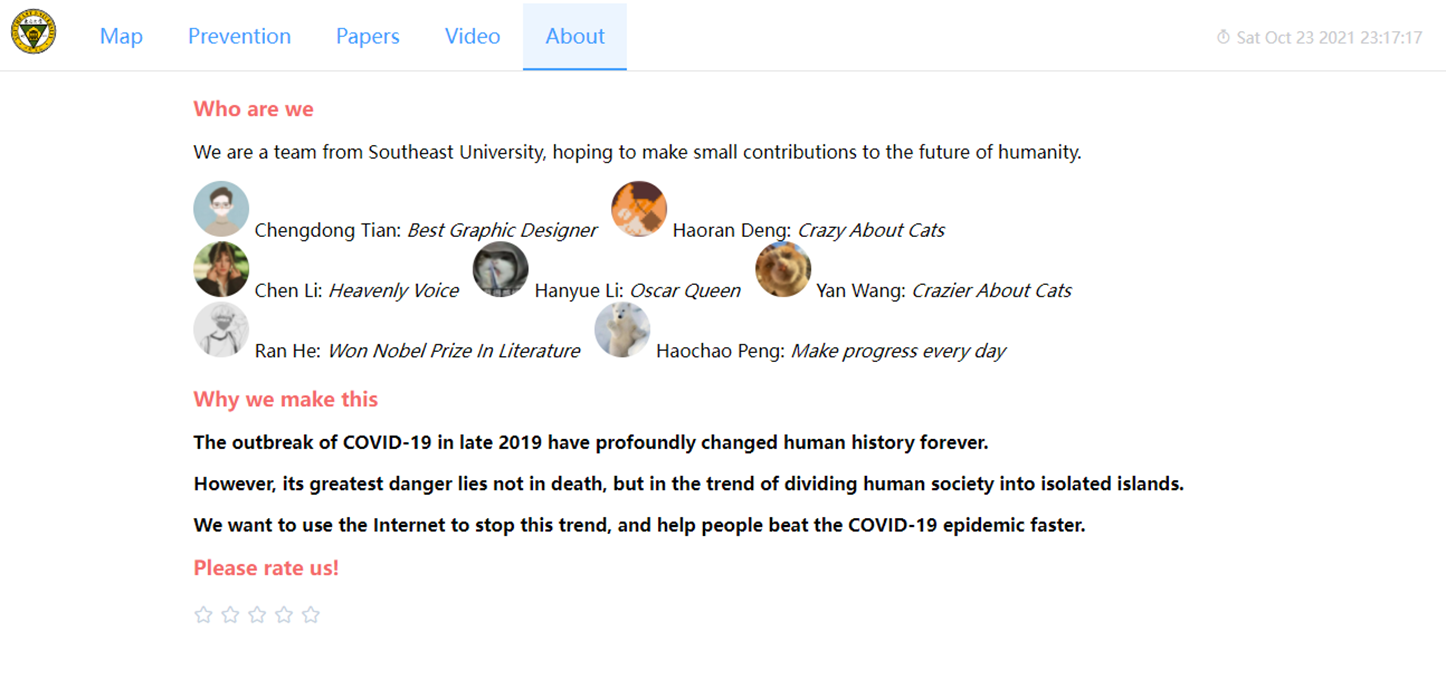 Map Prevention Papers Video About Sat Oct 23 2021 23:17:17
Who are we
We are a team from Southeast University, hoping to make small contributions to the future of humanity.
Chengdong Tian: Best Graphic Designer Haoran Deng: Crazy About Cats
Chen Li: Heavenly Voice Hanyue Li: Oscar Queen Yan Wang: Crazier About Cats
Ran He: Won Nobel Prize In Literature Haochao Peng: Make progress every day
Why we make this
The outbreak of COVID-19 in late 2019 have profoundly changed human history forever.
However, its greatest danger lies not in death, but in the trend of dividing human society into isolated islands.
We want to use the Internet to stop this trend, and help people beat the COVID-19 epidemic faster.
Please rate us!